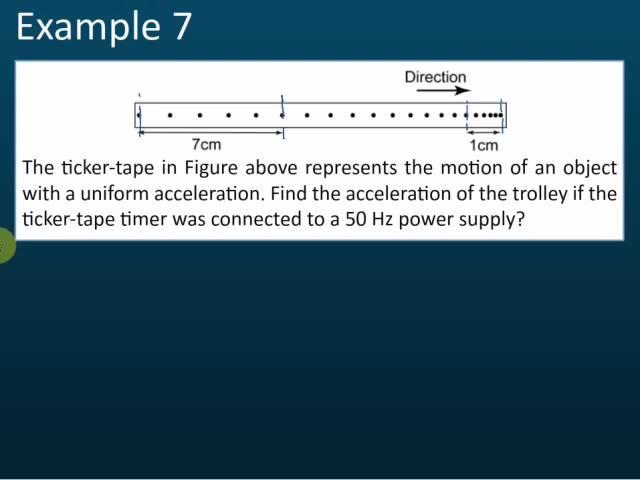 Example 7
Direction
7cm
1cm
The ticker-tape in Figure above represents the motion of an object
with a uniform acceleration. Find the acceleration of the trolley if the
ticker-tape timer was connected to a 50 Hz power supply?